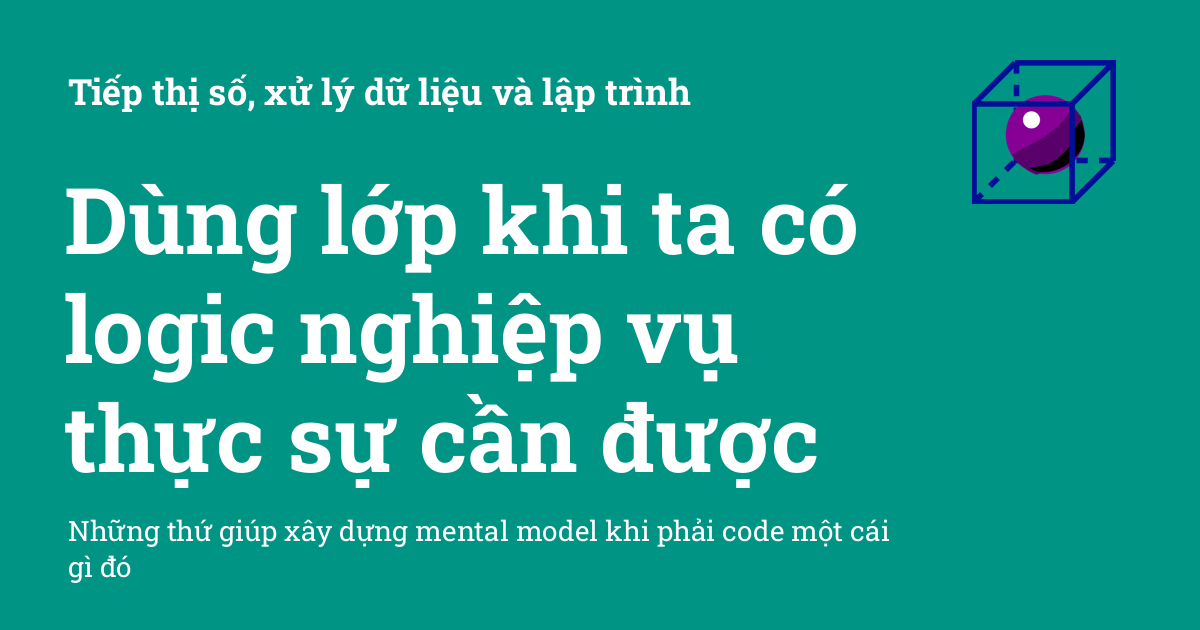 Tiếp thị số, xử lý dữ liệu và lập trình
Dùng lớp khi ta có
logic nghiệp vụ
thực sự cần được
Những thứ giúp xây dựng mental model khi phải code một cái
gì đó